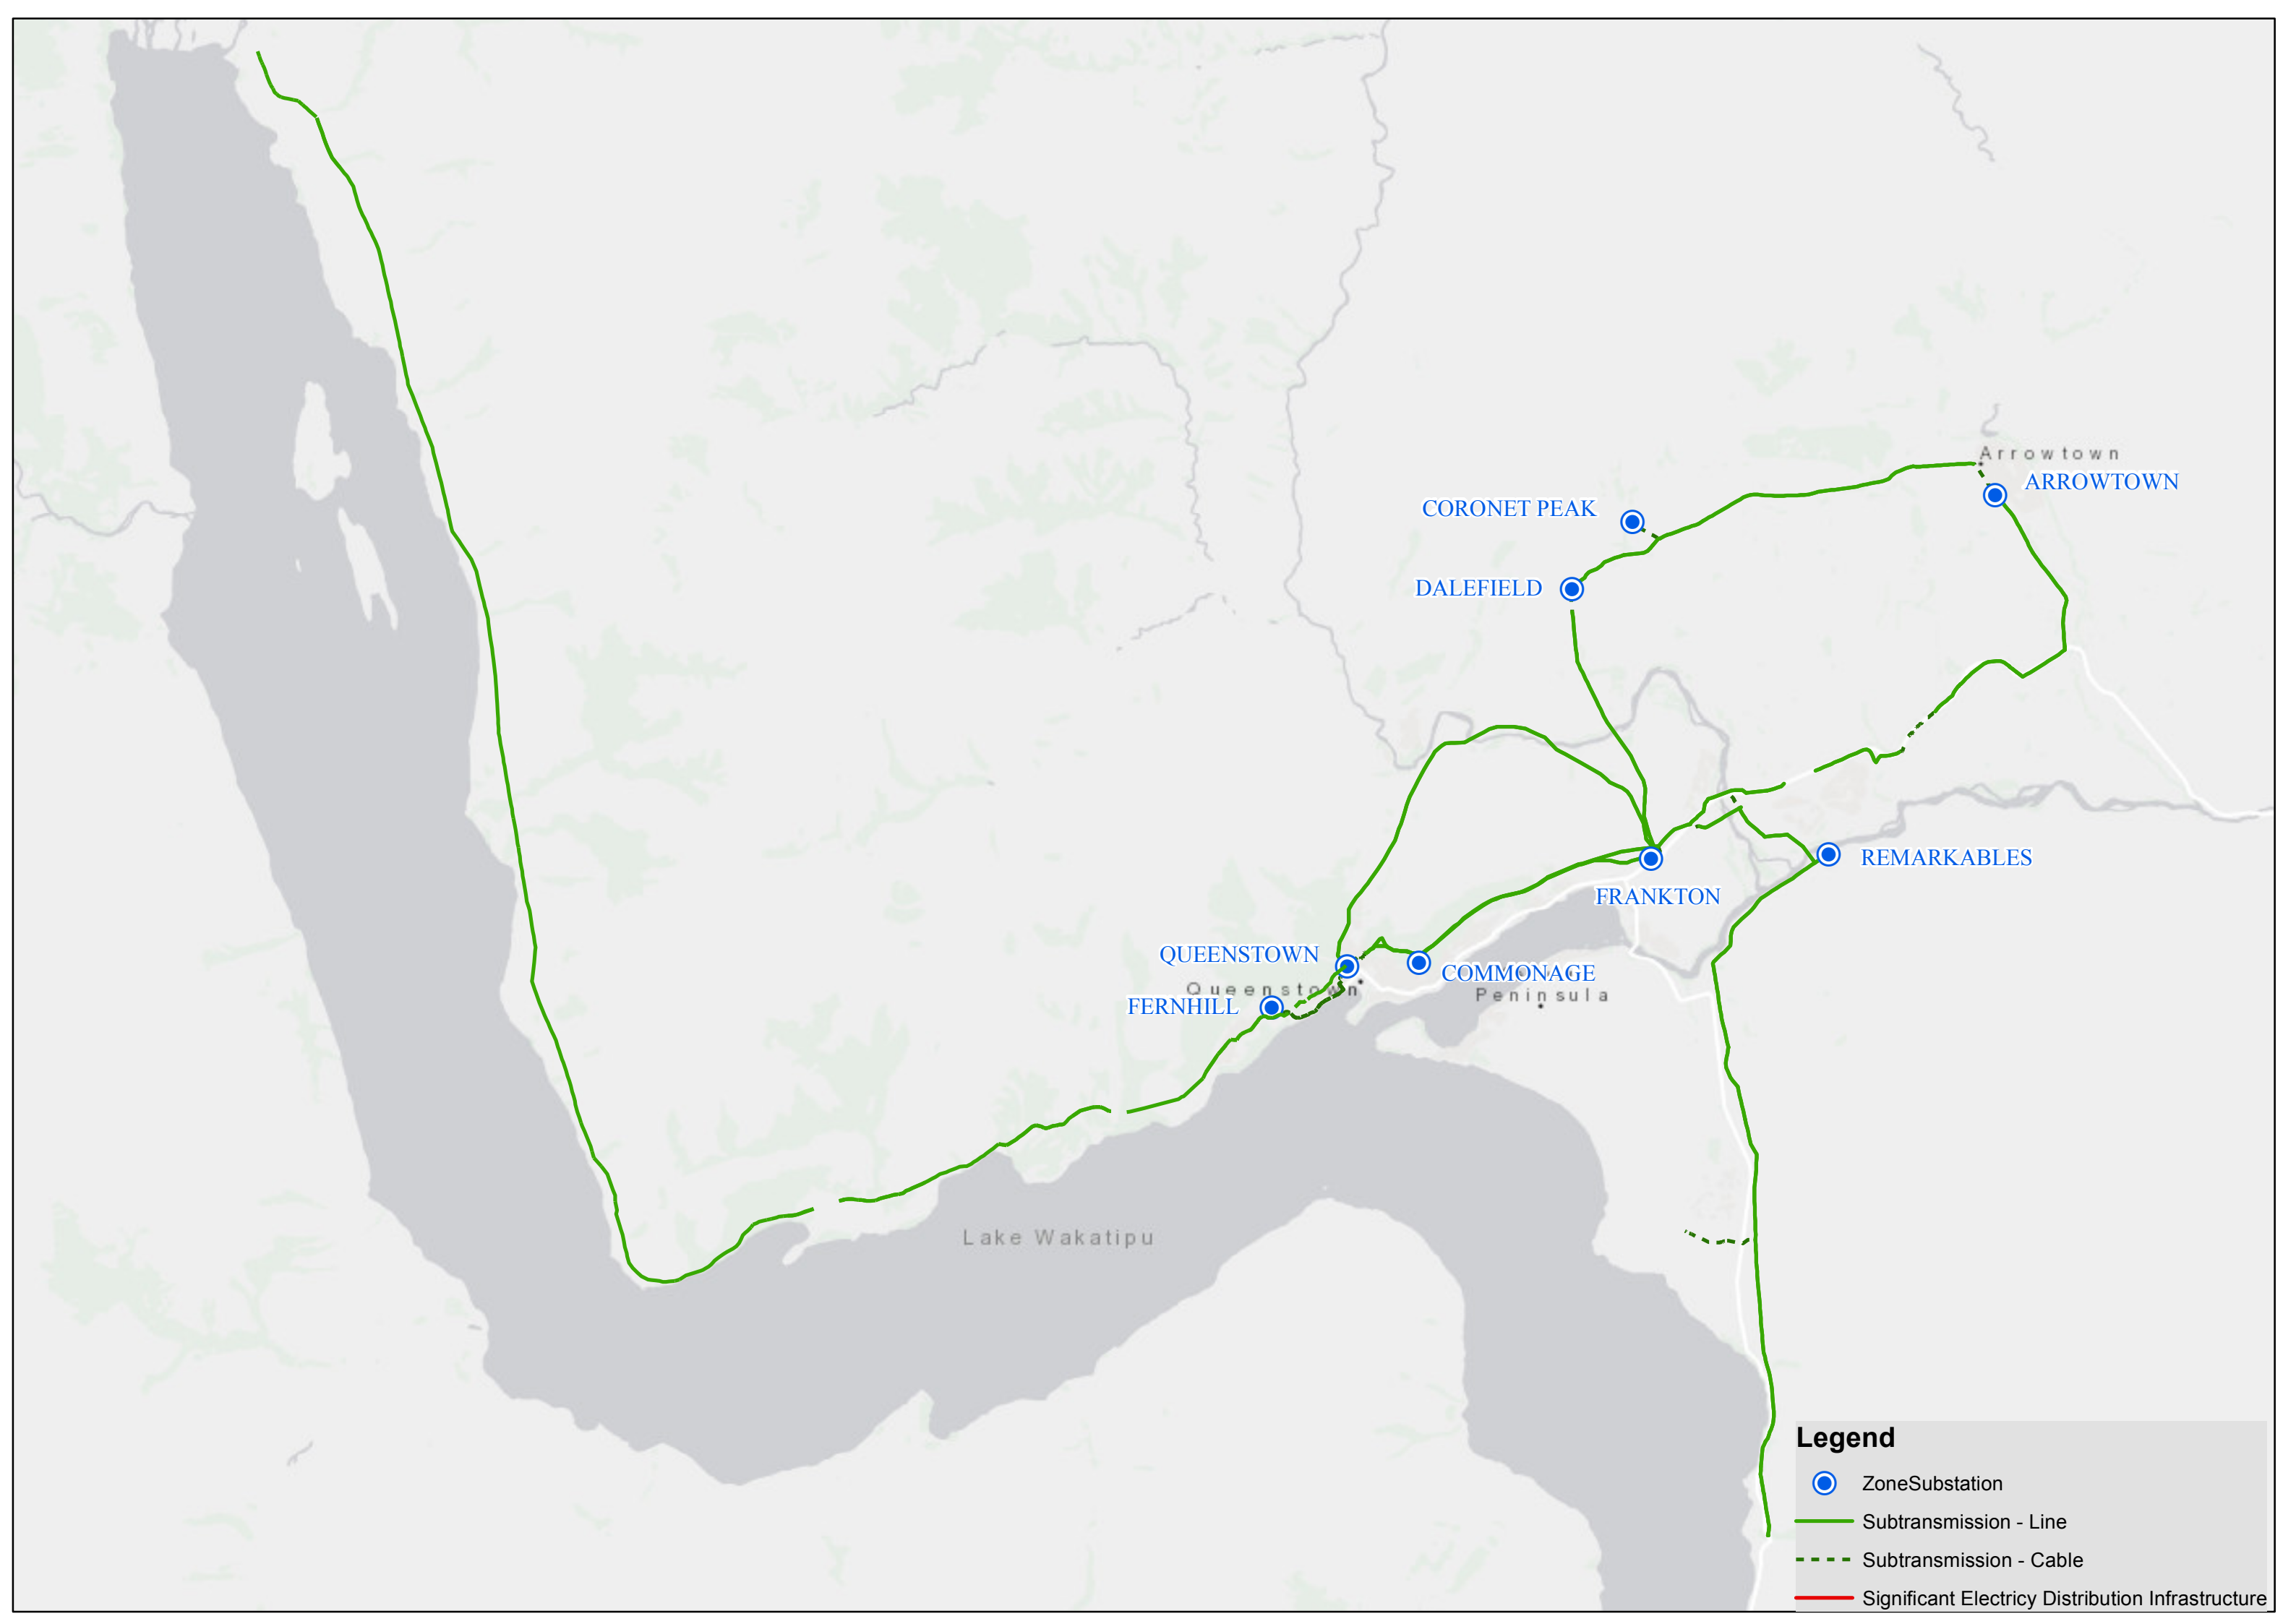 Arrowtown
ARROWTOWN
CORONET PEAK
DALEFIELD
REMARKABLES
FRANKTON
QUEENSTOWN
COMMONAGE
Queenstown
Peninsula
FERNHILL
Lake Wakatipu
Legend
ZoneSubstation
Subtransmission - Line
Subtransmission - Cable
Significant Electricy Distribution Infrastructure